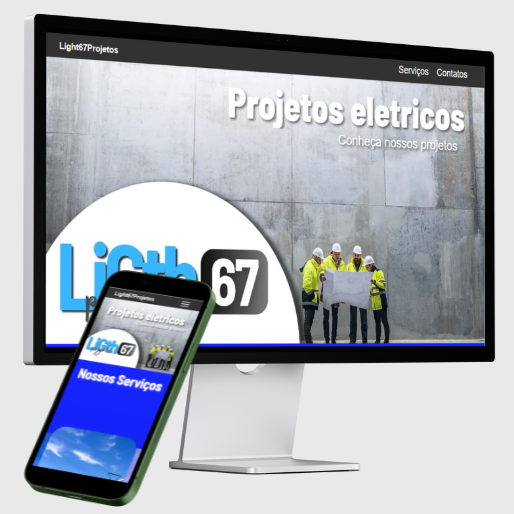 Light67Projetos
Serviços Contatos
Projetos eletricos
Conheça nossos projetos
LiGth 67
Light67Projetos
Projetos eletricos
LiGth 67
Nossos Serviços